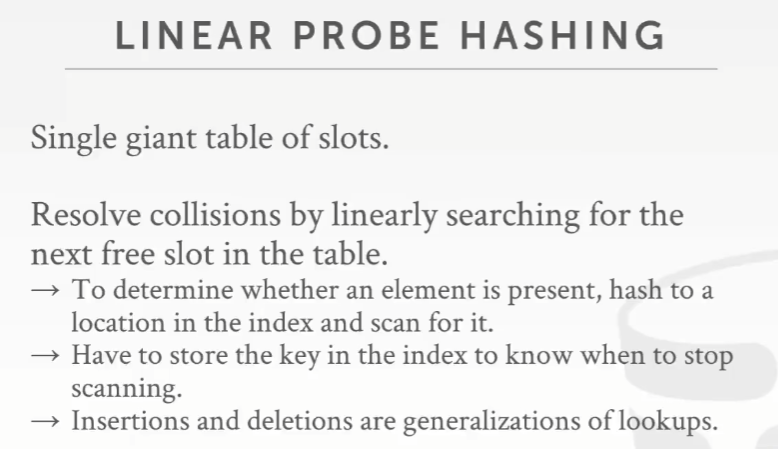 LINEAR PROBE HASHING
Single giant table of slots.
Resolve collisions by linearly searching for the
next free slot in the table.
→ To determine whether an element is present, hash to a
location in the index and scan for it.
→ Have to store the key in the index to know when to stop
scanning.
→ Insertions and deletions are generalizations of lookups.